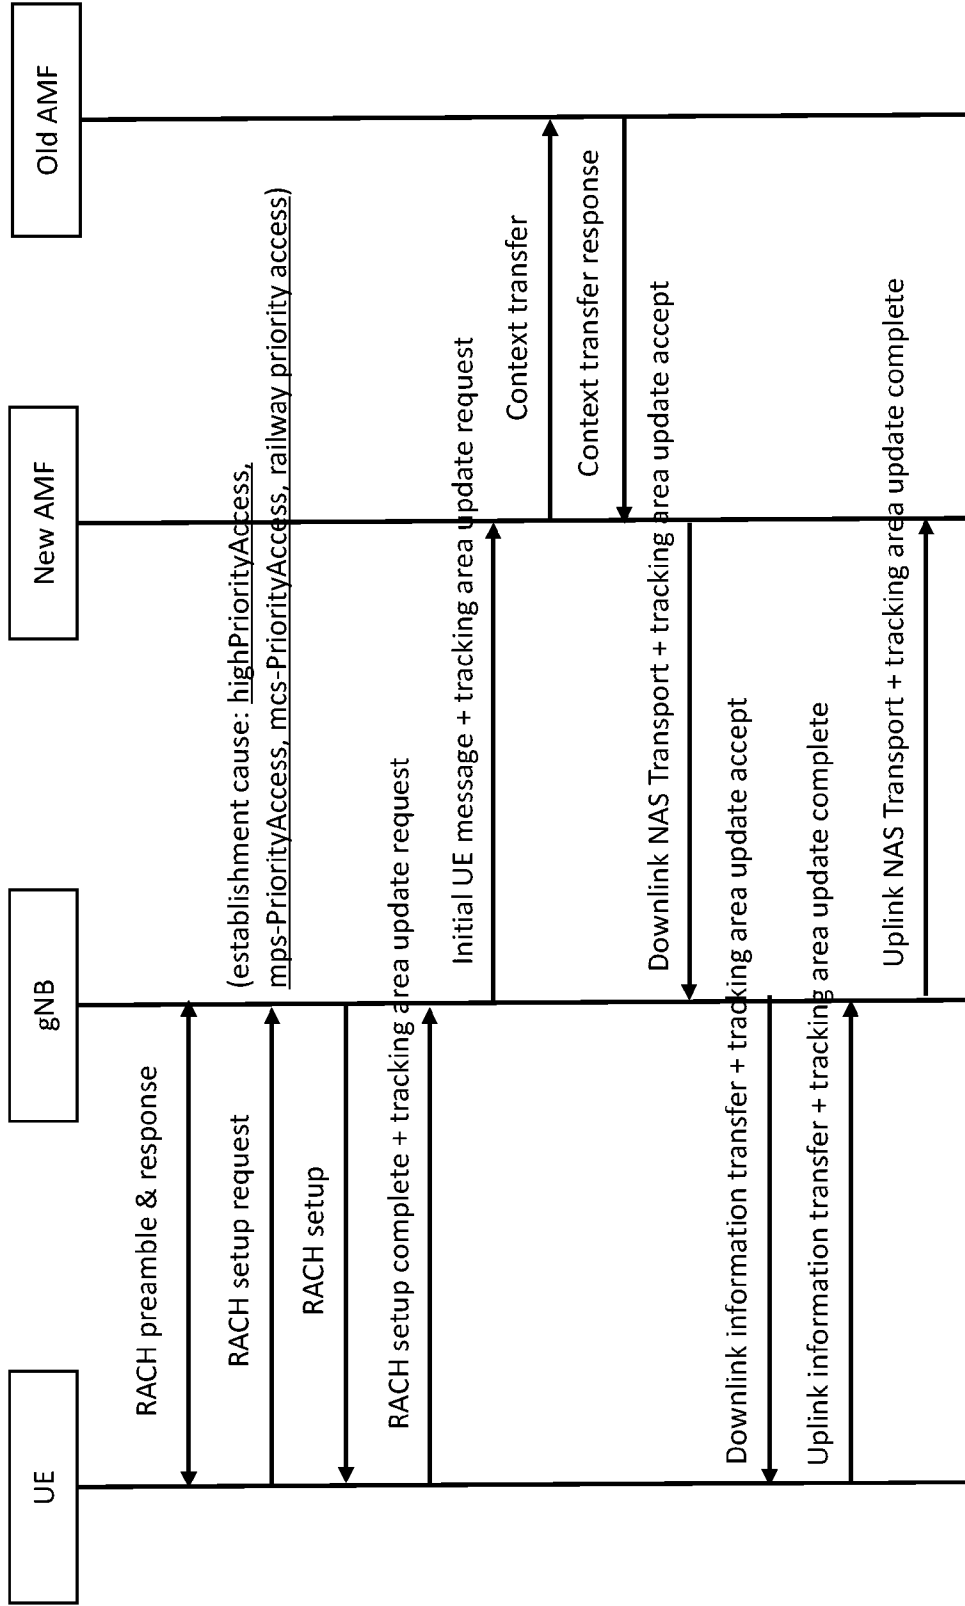 UE
gNB
New AMF
Old AMF
RACH preamble & response
RACH setup request
(establishment cause: highPriorityAccess,
mps-PriorityAccess, mcs-PriorityAccess, railway priority access)
RACH setup
RACH setup complete + tracking area update request
Initial UE message + tracking area update request
Context transfer
Context transfer response
Downlink NAS Transport + tracking area update accept
Downlink information transfer + tracking area update accept
Uplink information transfer + tracking area update complete
Uplink NAS Transport + tracking area update complete